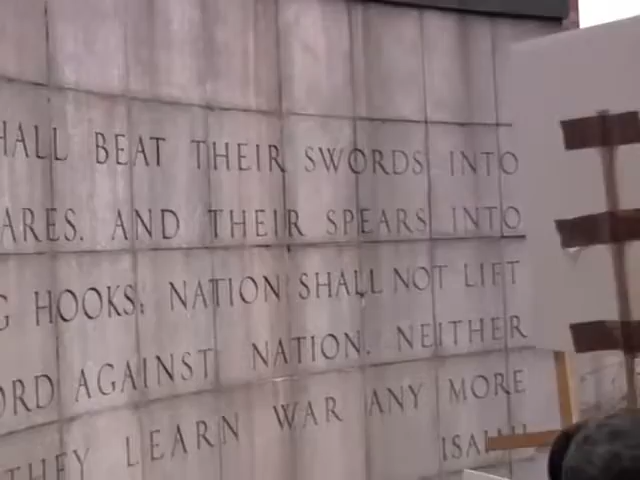 HALL BEAT THEIR SWORDS INTO
ARES. AND THEIR SPEARS INTO
G HOOKS; NATION SHALL NOT LIFT
ORD AGAINST NATION. NEITHER
THEY LEARN WAR ANY MORE
ISAI